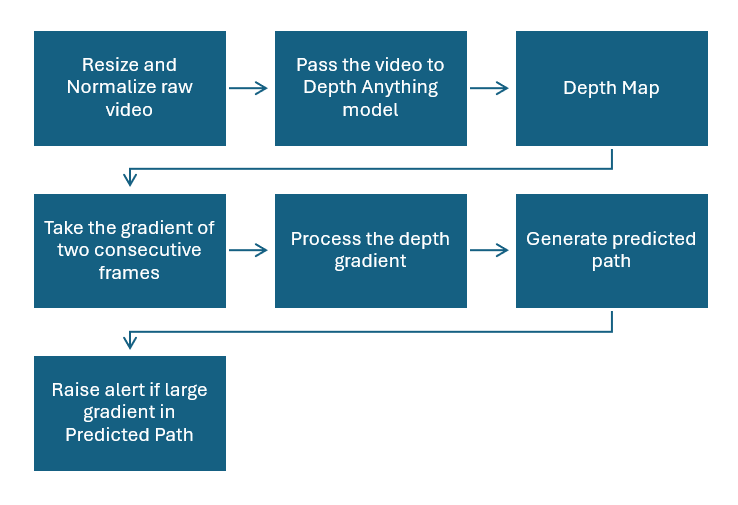 Resize and
Normalize raw
video
Pass the video to
Depth Anything
model
Depth Map
Take the gradient of
two consecutive
frames
Process the depth
gradient
Generate predicted
path
Raise alert if large
gradient in
Predicted Path